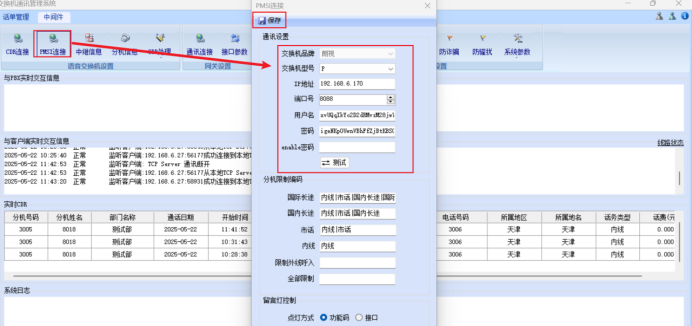 交换机通讯管理系统
话单管理 中间件
CDR连接 PMSI连接 中继信息 分机信息 CDR处理 通讯连接 接口参数 防诈骗 防骚扰 系统参数
语音交换机设置 网关设置 设置
与PBX实时交互信息
与客户端实时交互信息 线路状态
2025-05-22 10:25:40 正常 监听客户端:192.168.6.27:56177成功连接到本地T
2025-05-22 11:42:53 正常 监听客户端: TCP Server 通讯断开
2025-05-22 11:42:53 正常 监听客户端:192.168.6.27:56177从本地TCP Serve
2025-05-22 11:43:20 正常 监听客户端:192.168.6.27:58931成功连接到本地T
实时CDR
分机号码 分机姓名 部门名称 通话日期 开始时间 电话号码 所属地区 所属地名 话务类型 话费(元
3005 8018 测试部 2025-05-22 11:41:52 3006 天津 天津 内线 0.000
3005 8018 测试部 2025-05-22 10:31:43 3006 天津 天津 内线 0.000
3005 8018 测试部 2025-05-22 10:28:38 3006 天津 天津 内线 0.000
系统日志
PMSI连接
保存
通讯设置
交换机品牌 朗视
交换机型号 P
IP地址 192.168.6.170
端口号 8088
用户名
密码
enable密码
测试
分机限制编码
国际长途 内线|市话|国内长途|国际
国内长途 内线|市话|国内长途
市话 内线|市话
内线 内线
限制外线呼入
全部限制
留言灯控制
点灯方式 功能码 接口